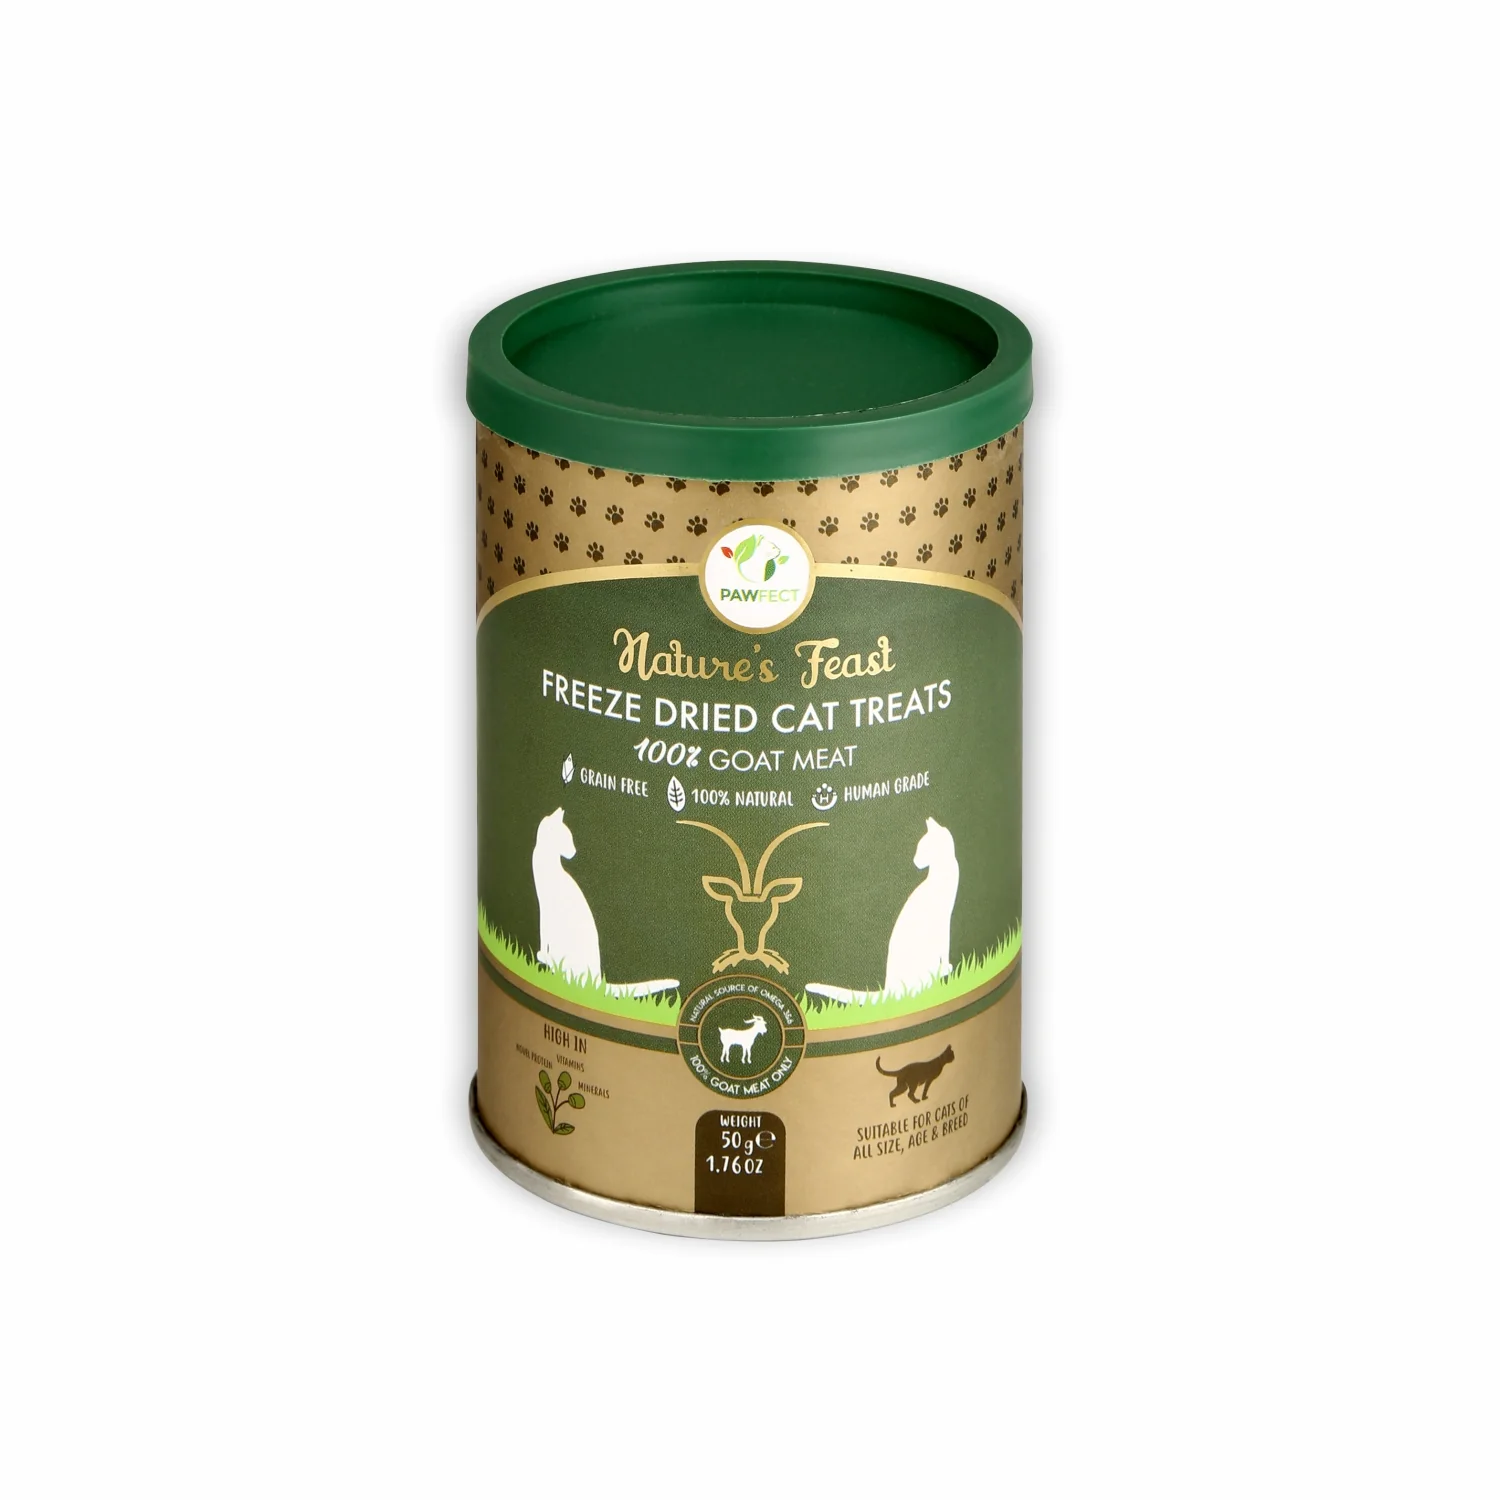 PAWFECT
Nature's Feast
FREEZE DRIED CAT TREATS
100% GOAT MEAT
GRAIN FREE
100% NATURAL
H
HUMAN GRADE
NATURAL SOURCE OF OMEGA 3&6
100% GOAT MEAT ONLY
HIGH IN
NOVEL PROTEIN
VITAMINS
MINERALS
WEIGHT
50g℮
1.76OZ
SUITABLE FOR CATS OF
ALL SIZE, AGE & BREED